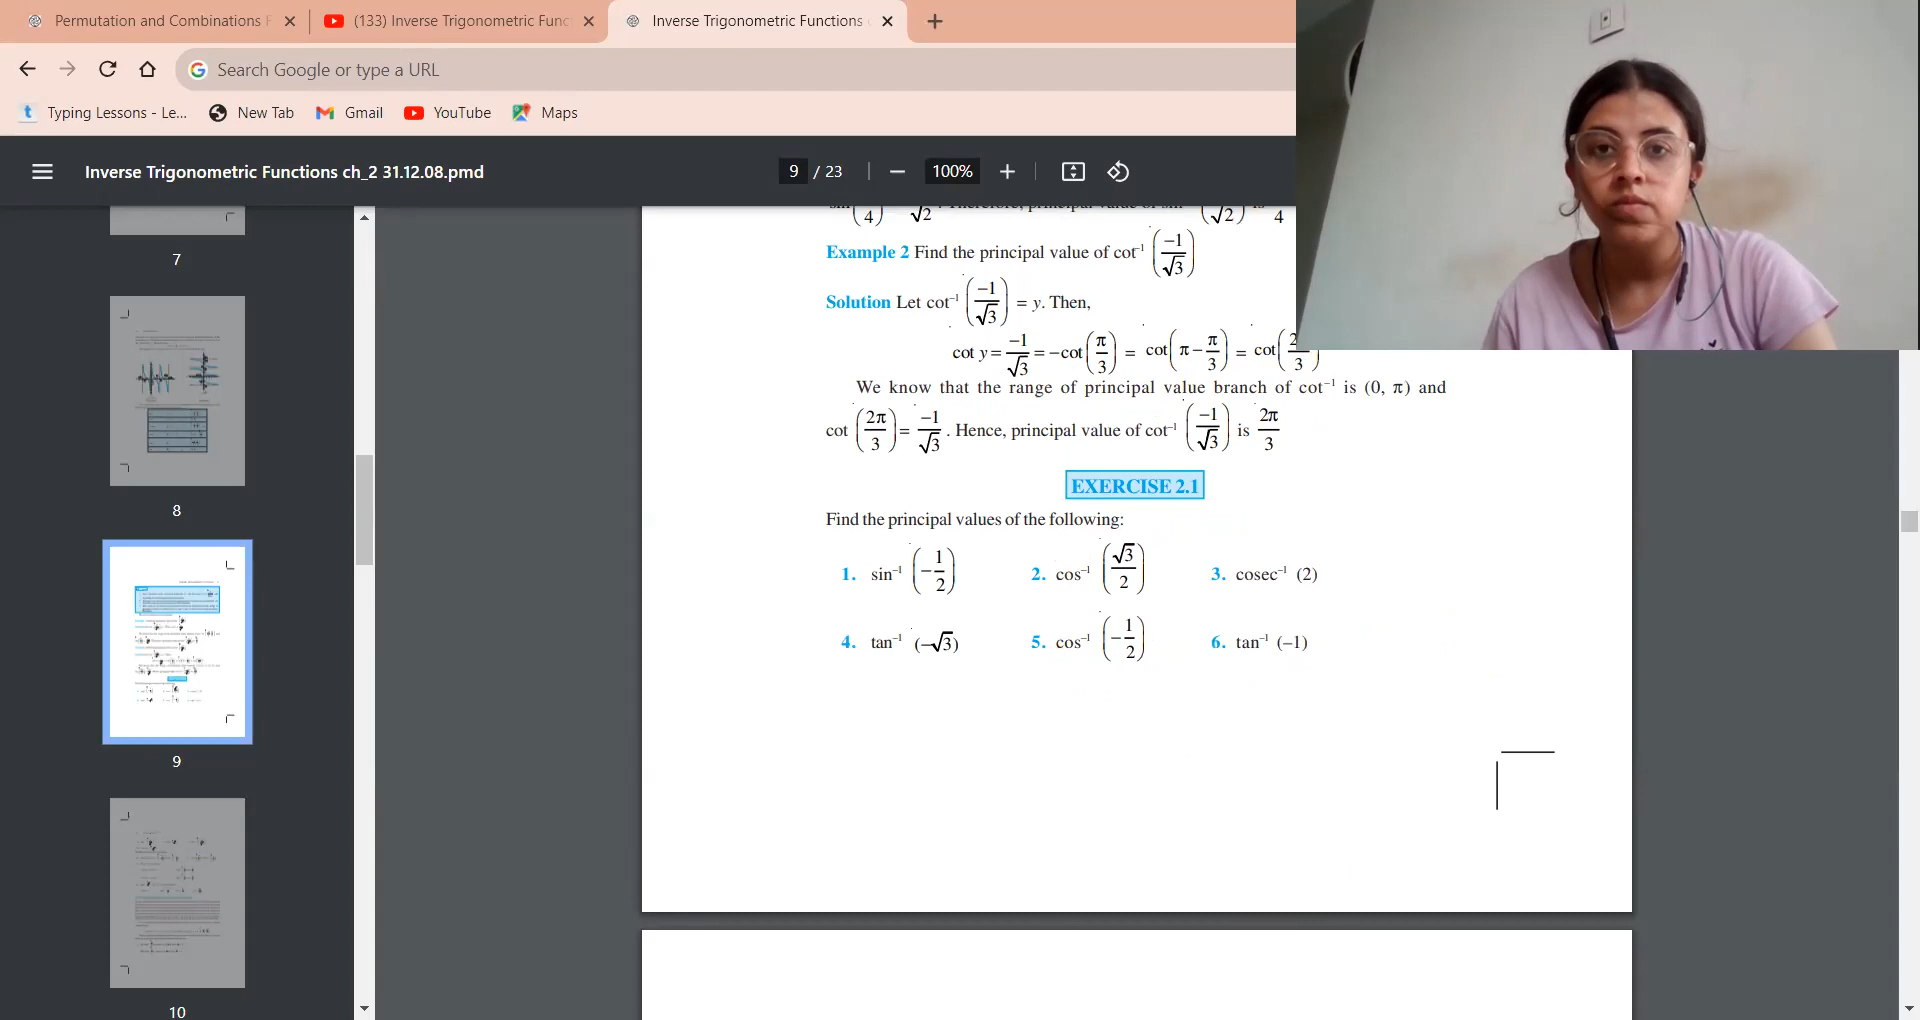 Permutation and Combinations
(133) Inverse Trigonometric Func
Inverse Trigonometric Functions
Search Google or type a URL
Typing Lessons - Le...
New Tab
Gmail
YouTube
Maps
Inverse Trigonometric Functions ch_2 31.12.08.pmd
9 / 23
100%
7
8
9
10
Example 2 Find the principal value of cot⁻¹ (−1/√3)
Solution Let cot⁻¹ (−1/√3) = y. Then,
cot y = −1/√3 = −cot(π/3) = cot(π − π/3) = cot(2 /3)
We know that the range of principal value branch of cot⁻¹ is (0, π) and
cot (2π/3) = −1/√3. Hence, principal value of cot⁻¹ (−1/√3) is 2π/3
EXERCISE 2.1
Find the principal values of the following:
1. sin⁻¹ (−1/2) 2. cos⁻¹ (√3/2) 3. cosec⁻¹ (2)
4. tan⁻¹ (−√3) 5. cos⁻¹ (−1/2) 6. tan⁻¹ (−1)